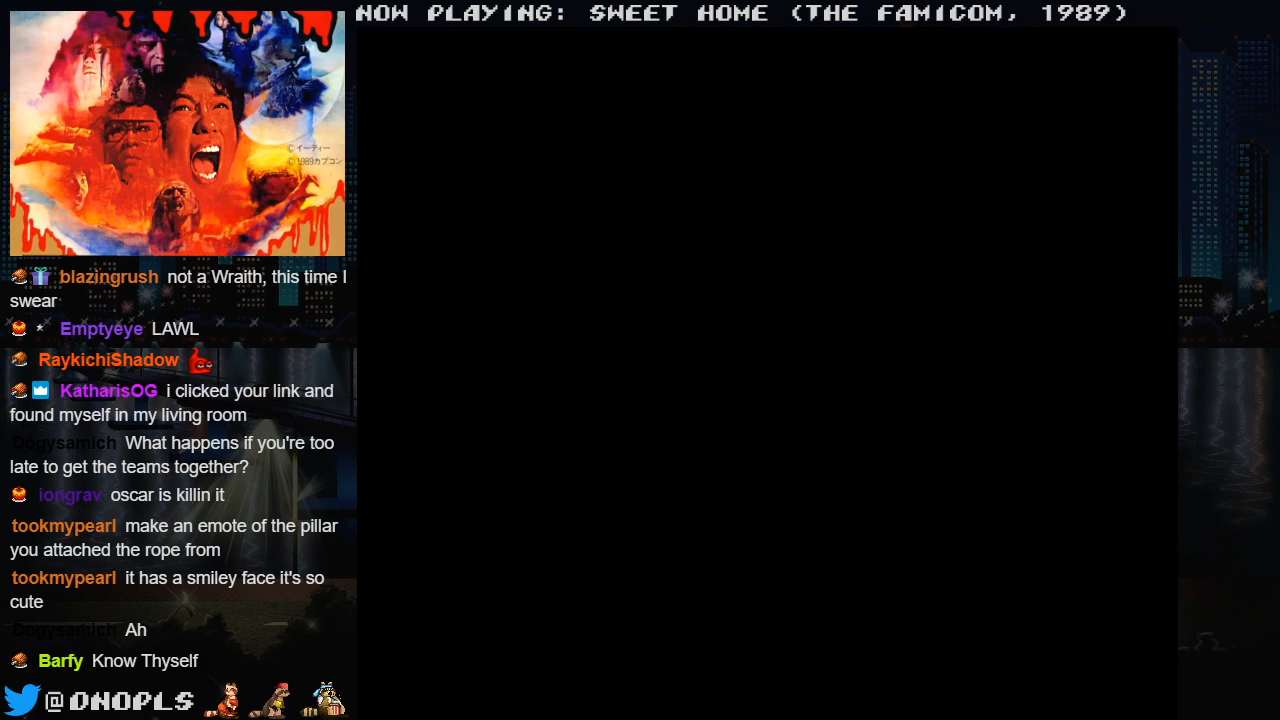 NOW PLAYING: SWEET HOME (THE FAMICOM, 1989)
© イーディー
© 1989カプコン
blazingrush not a Wraith, this time I
swear
Emptyeye LAWL
RaykichiShadow
KatharisOG i clicked your link and
found myself in my living room
Dogysamich What happens if you're too
late to get the teams together?
iongrav oscar is killin it
tookmypearl make an emote of the pillar
you attached the rope from
tookmypearl it has a smiley face it's so
cute
Dogysamich Ah
Barfy Know Thyself
@DNOPLS